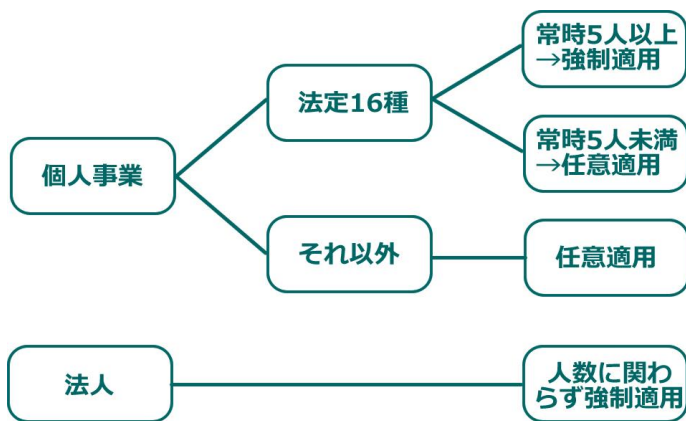 個人事業
法定16種
常時5人以上
→強制適用
常時5人未満
→任意適用
それ以外
任意適用
法人
人数に関わ
らず強制適用